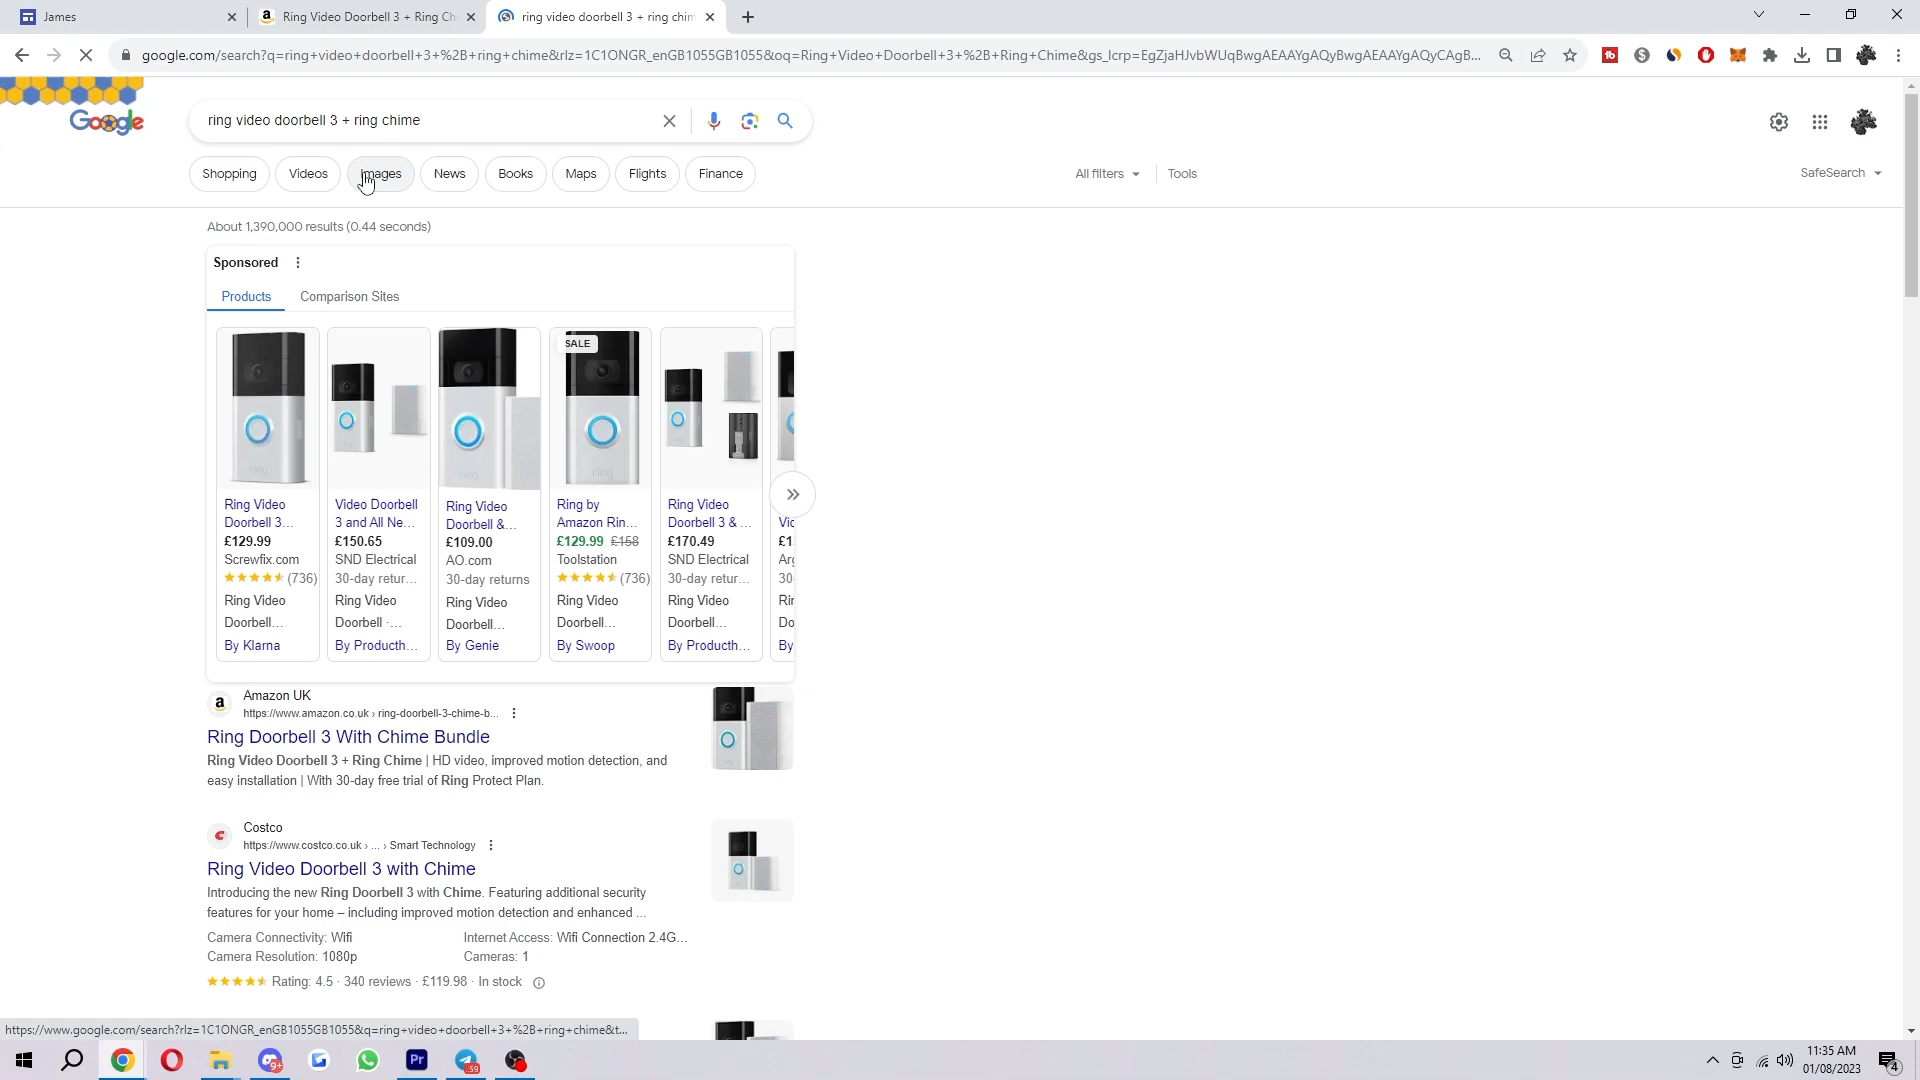 James
Ring Video Doorbell 3 + Ring Ch
ring video doorbell 3 + ring chim
google.com/search?q=ring+video+doorbell+3+%2B+ring+chime&rlz=1C1ONGR_enGB1055GB1055&oq=Ring+Video+Doorbell+3+%2B+Ring+Chime&gs_lcrp=EgZjaHJvbWUqBwgAEAAYgAQyBwgAEAAYgAQyCAgB...
Google
ring video doorbell 3 + ring chime
Shopping
Videos
Images
News
Books
Maps
Flights
Finance
All filters
Tools
SafeSearch
About 1,390,000 results (0.44 seconds)
Sponsored
Products
Comparison Sites
SALE
Ring Video
Doorbell 3...
£129.99
Screwfix.com
(736)
Ring Video
Doorbell...
By Klarna
Video Doorbell
3 and All Ne...
£150.65
SND Electrical
30-day retur...
Ring Video
Doorbell ·...
By Producth...
Ring Video
Doorbell &...
£109.00
AO.com
30-day returns
Ring Video
Doorbell...
By Genie
Ring by
Amazon Rin...
£129.99 £158
Toolstation
(736)
Ring Video
Doorbell...
By Swoop
Ring Video
Doorbell 3 & ...
£170.49
SND Electrical
30-day retur...
Ring Video
Doorbell...
By Producth...
Vid
£1
Arg
30
Rin
Do
By
Amazon UK
https://www.amazon.co.uk › ring-doorbell-3-chime-b...
Ring Doorbell 3 With Chime Bundle
Ring Video Doorbell 3 + Ring Chime | HD video, improved motion detection, and
easy installation | With 30-day free trial of Ring Protect Plan.
Costco
https://www.costco.co.uk › ... › Smart Technology
Ring Video Doorbell 3 with Chime
Introducing the new Ring Doorbell 3 with Chime. Featuring additional security
features for your home – including improved motion detection and enhanced ...
Camera Connectivity: Wifi
Internet Access: Wifi Connection 2.4G...
Camera Resolution: 1080p
Cameras: 1
Rating: 4.5 · 340 reviews · £119.98 · In stock
https://www.google.com/search?rlz=1C1ONGR_enGB1055GB1055&q=ring+video+doorbell+3+%2B+ring+chime&t...
9+
Pr
59
11:35 AM
01/08/2023
4